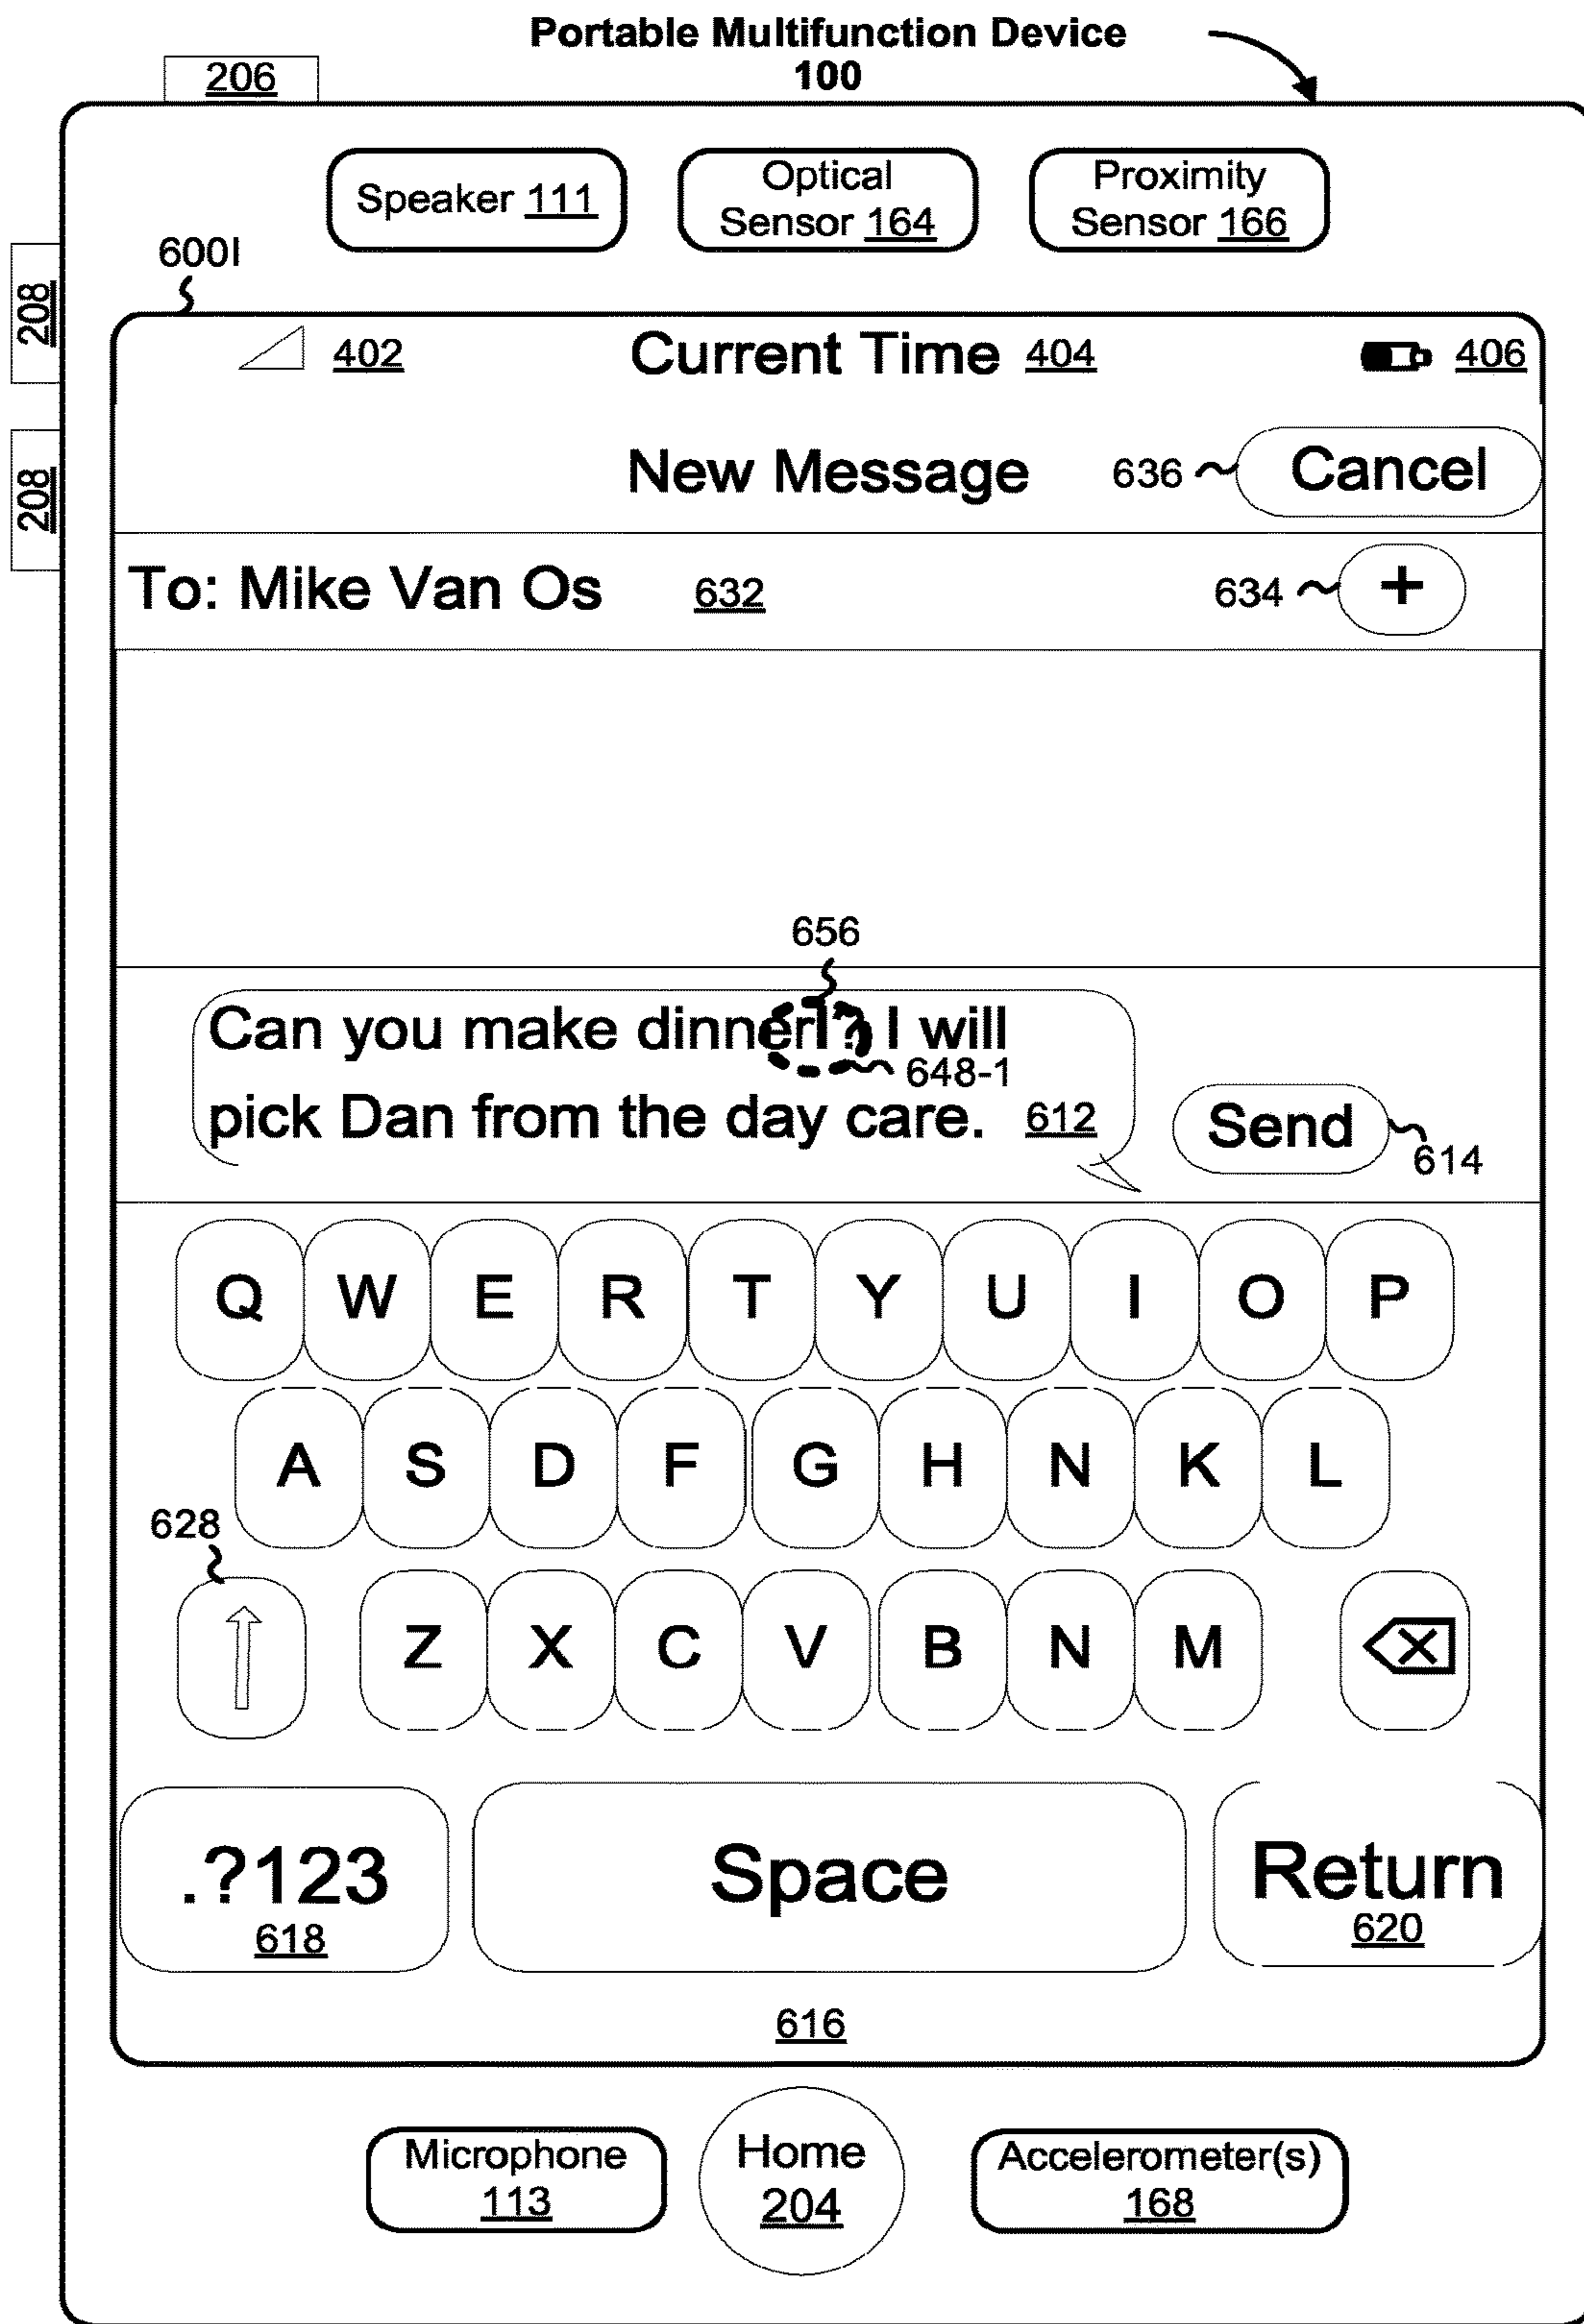 Portable Multifunction Device
100
206
Speaker 111
Optical
Sensor 164
Proximity
Sensor 166
208
208
600I
402
Current Time 404
406
New Message
636
Cancel
To: Mike Van Os
632
634
+
656
Can you make dinner? I will
648-1
pick Dan from the day care.
612
Send
614
Q W E R T Y U I O P
A S D F G H N K L
628
Z X C V B N M
.?123
618
Space
Return
620
616
Microphone
113
Home
204
Accelerometer(s)
168